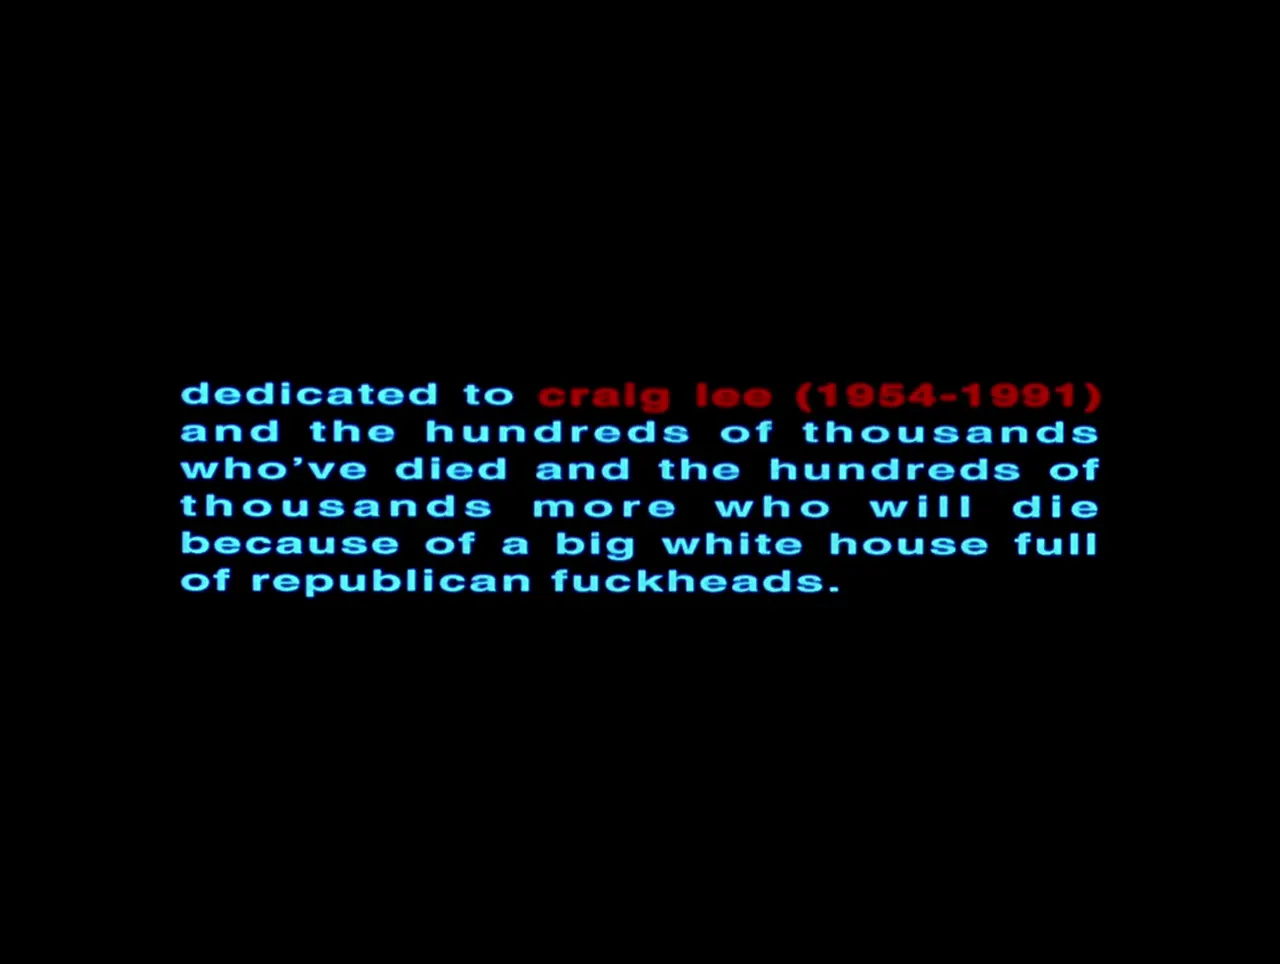 dedicated to craig lee (1954-1991)
and the hundreds of thousands
who've died and the hundreds of
thousands more who will die
because of a big white house full
of republican fuckheads.